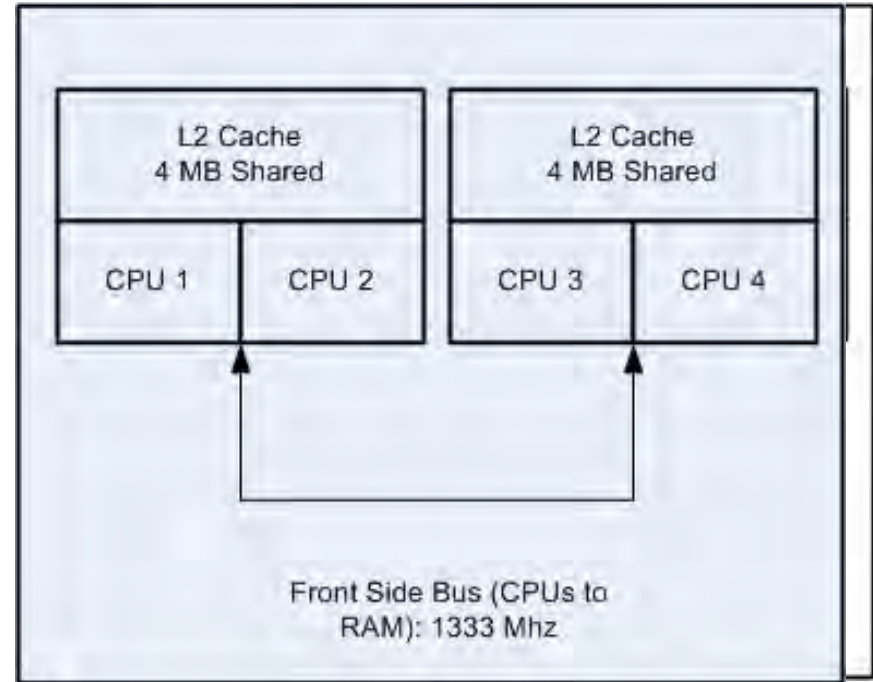 L2 Cache
4 MB Shared
L2 Cache
4 MB Shared
CPU 1
CPU 2
CPU 3
CPU 4
Front Side Bus (CPUs to
RAM): 1333 Mhz